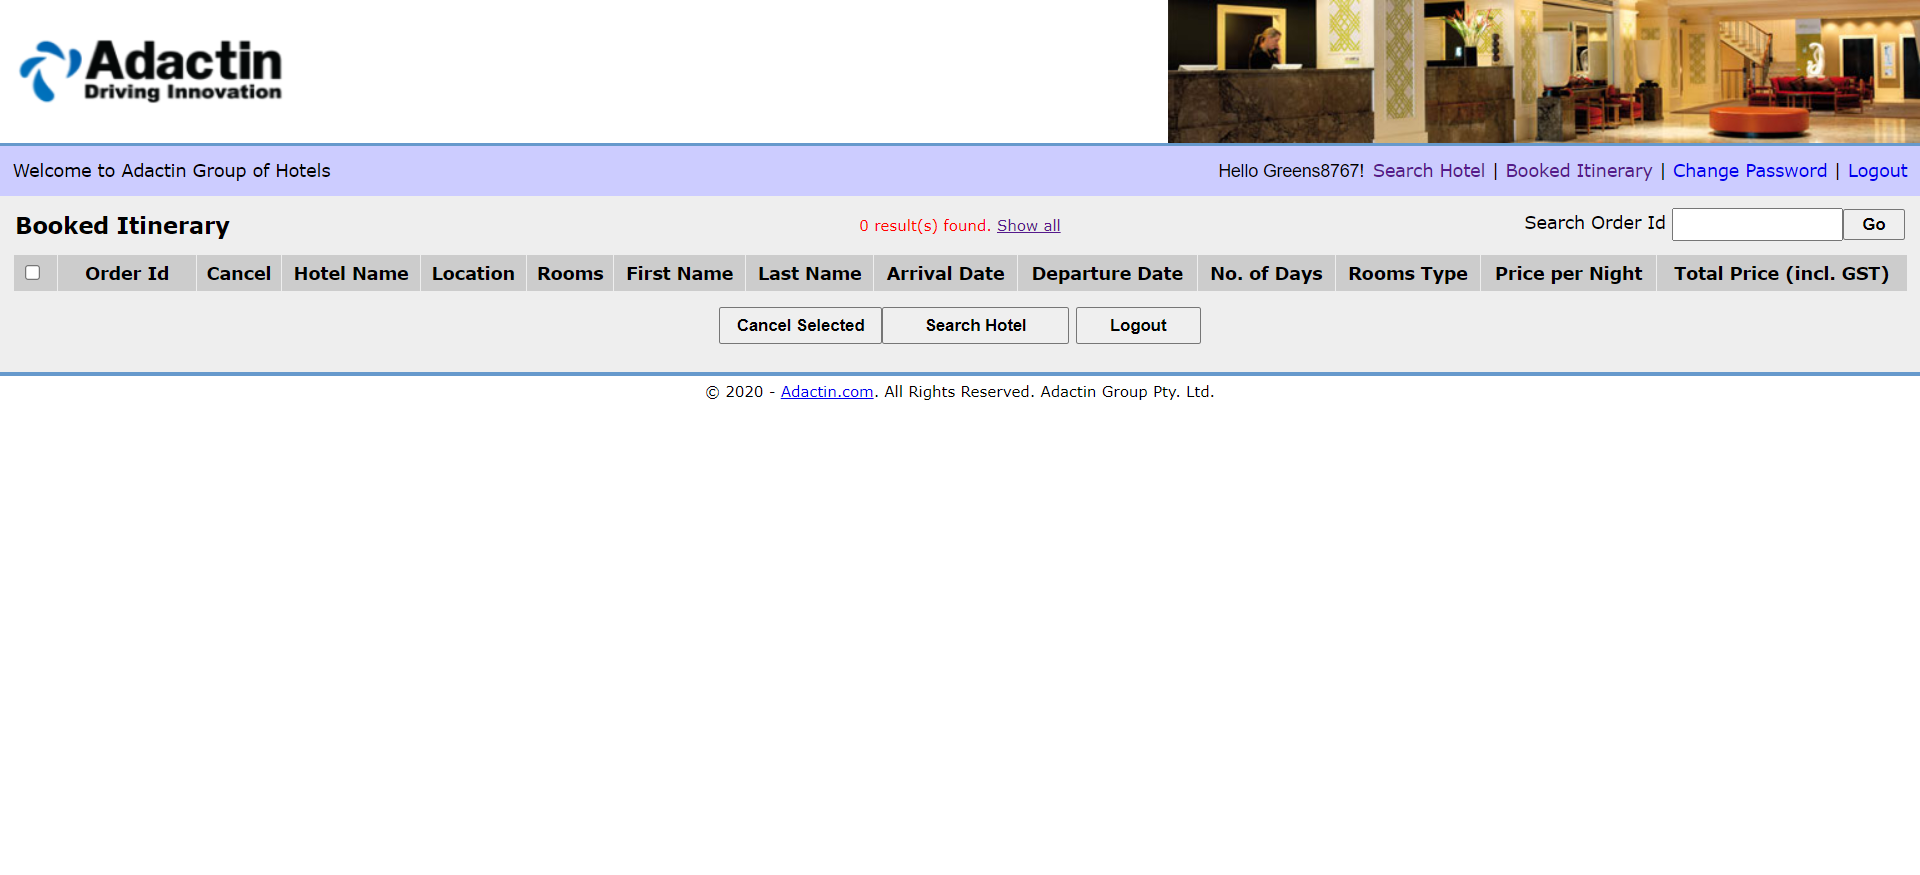 Adactin
Driving Innovation
Welcome to Adactin Group of Hotels
Hello Greens8767! Search Hotel | Booked Itinerary | Change Password | Logout
Booked Itinerary
0 result(s) found. Show all
Search Order Id Go
Order Id Cancel Hotel Name Location Rooms First Name Last Name Arrival Date Departure Date No. of Days Rooms Type Price per Night Total Price (incl. GST)
Cancel Selected Search Hotel Logout
© 2020 - Adactin.com. All Rights Reserved. Adactin Group Pty. Ltd.